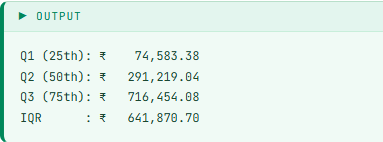 ▶ OUTPUT
Q1 (25th): ₹    74,583.38
Q2 (50th): ₹   291,219.04
Q3 (75th): ₹   716,454.08
IQR      : ₹   641,870.70